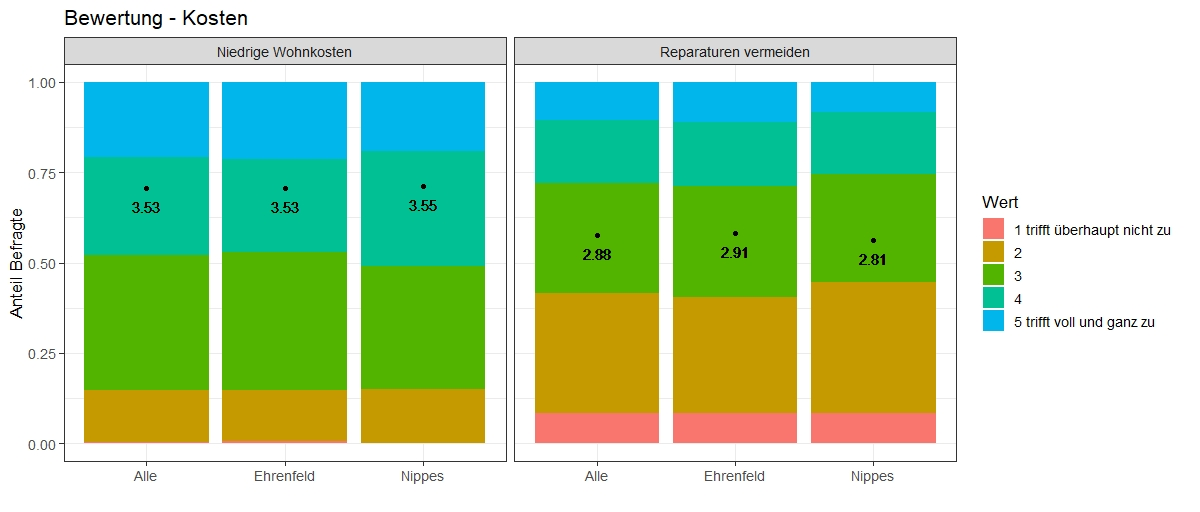 Bewertung - Kosten
Niedrige Wohnkosten
Reparaturen vermeiden
Anteil Befragte
1.00
0.75
0.50
0.25
0.00
3.53
3.53
3.55
2.88
2.91
2.81
Alle
Ehrenfeld
Nippes
Alle
Ehrenfeld
Nippes
Wert
1 trifft überhaupt nicht zu
2
3
4
5 trifft voll und ganz zu